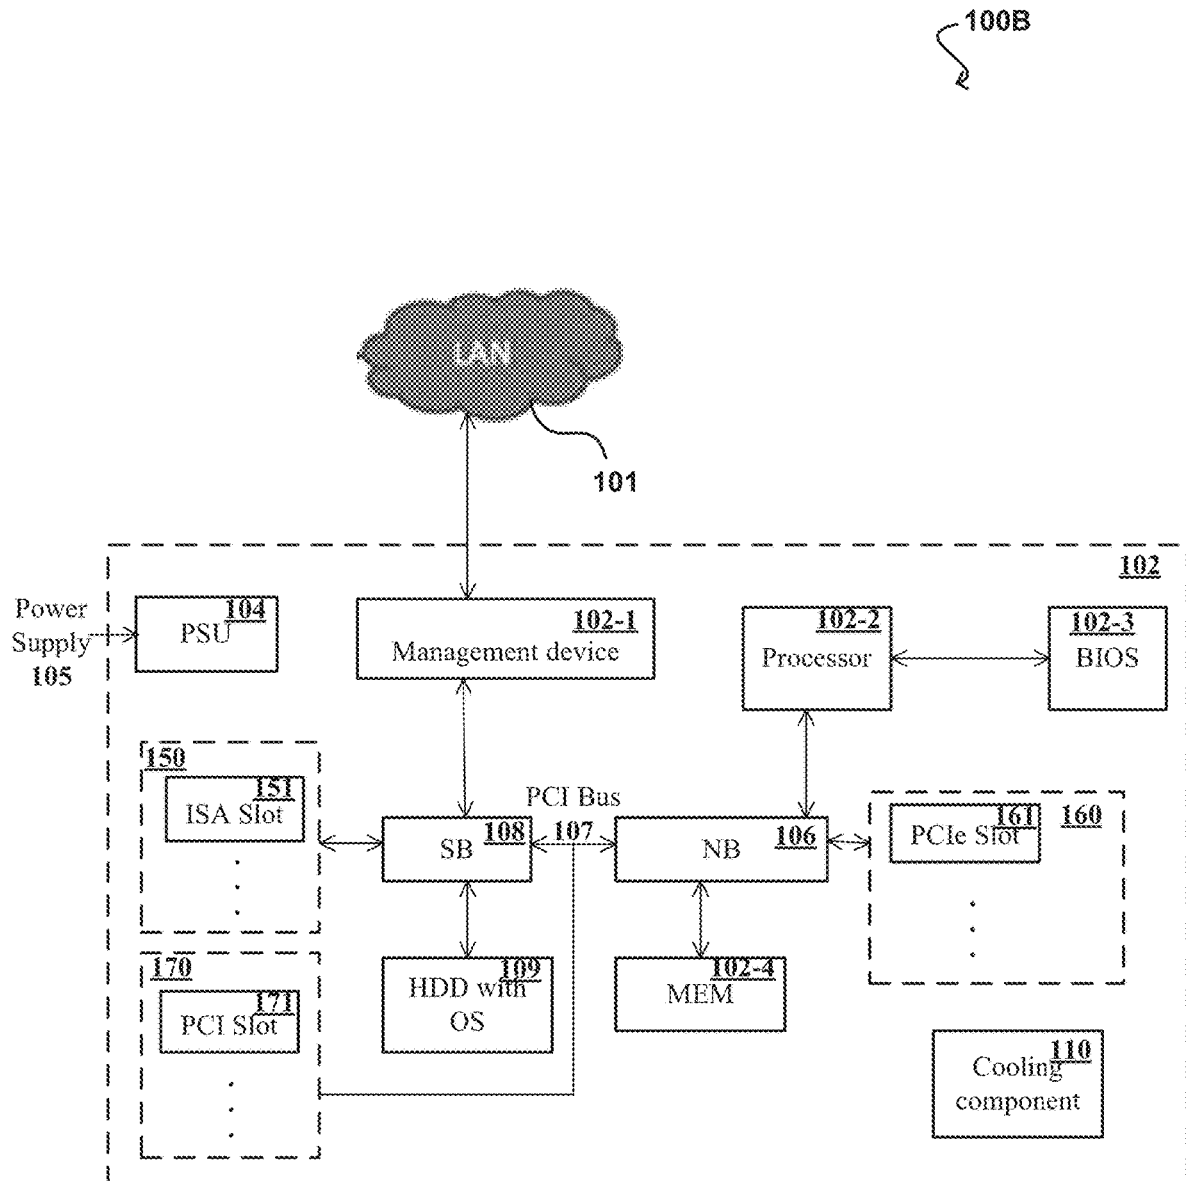 100B
LAN
101
102
Power
Supply
105
104
PSU
102-1
Management device
102-2
Processor
102-3
BIOS
150
151
ISA Slot
PCI Bus
108
SB
107
106
NB
161
PCIe Slot
160
170
171
PCI Slot
109
HDD with
OS
102-4
MEM
110
Cooling
component